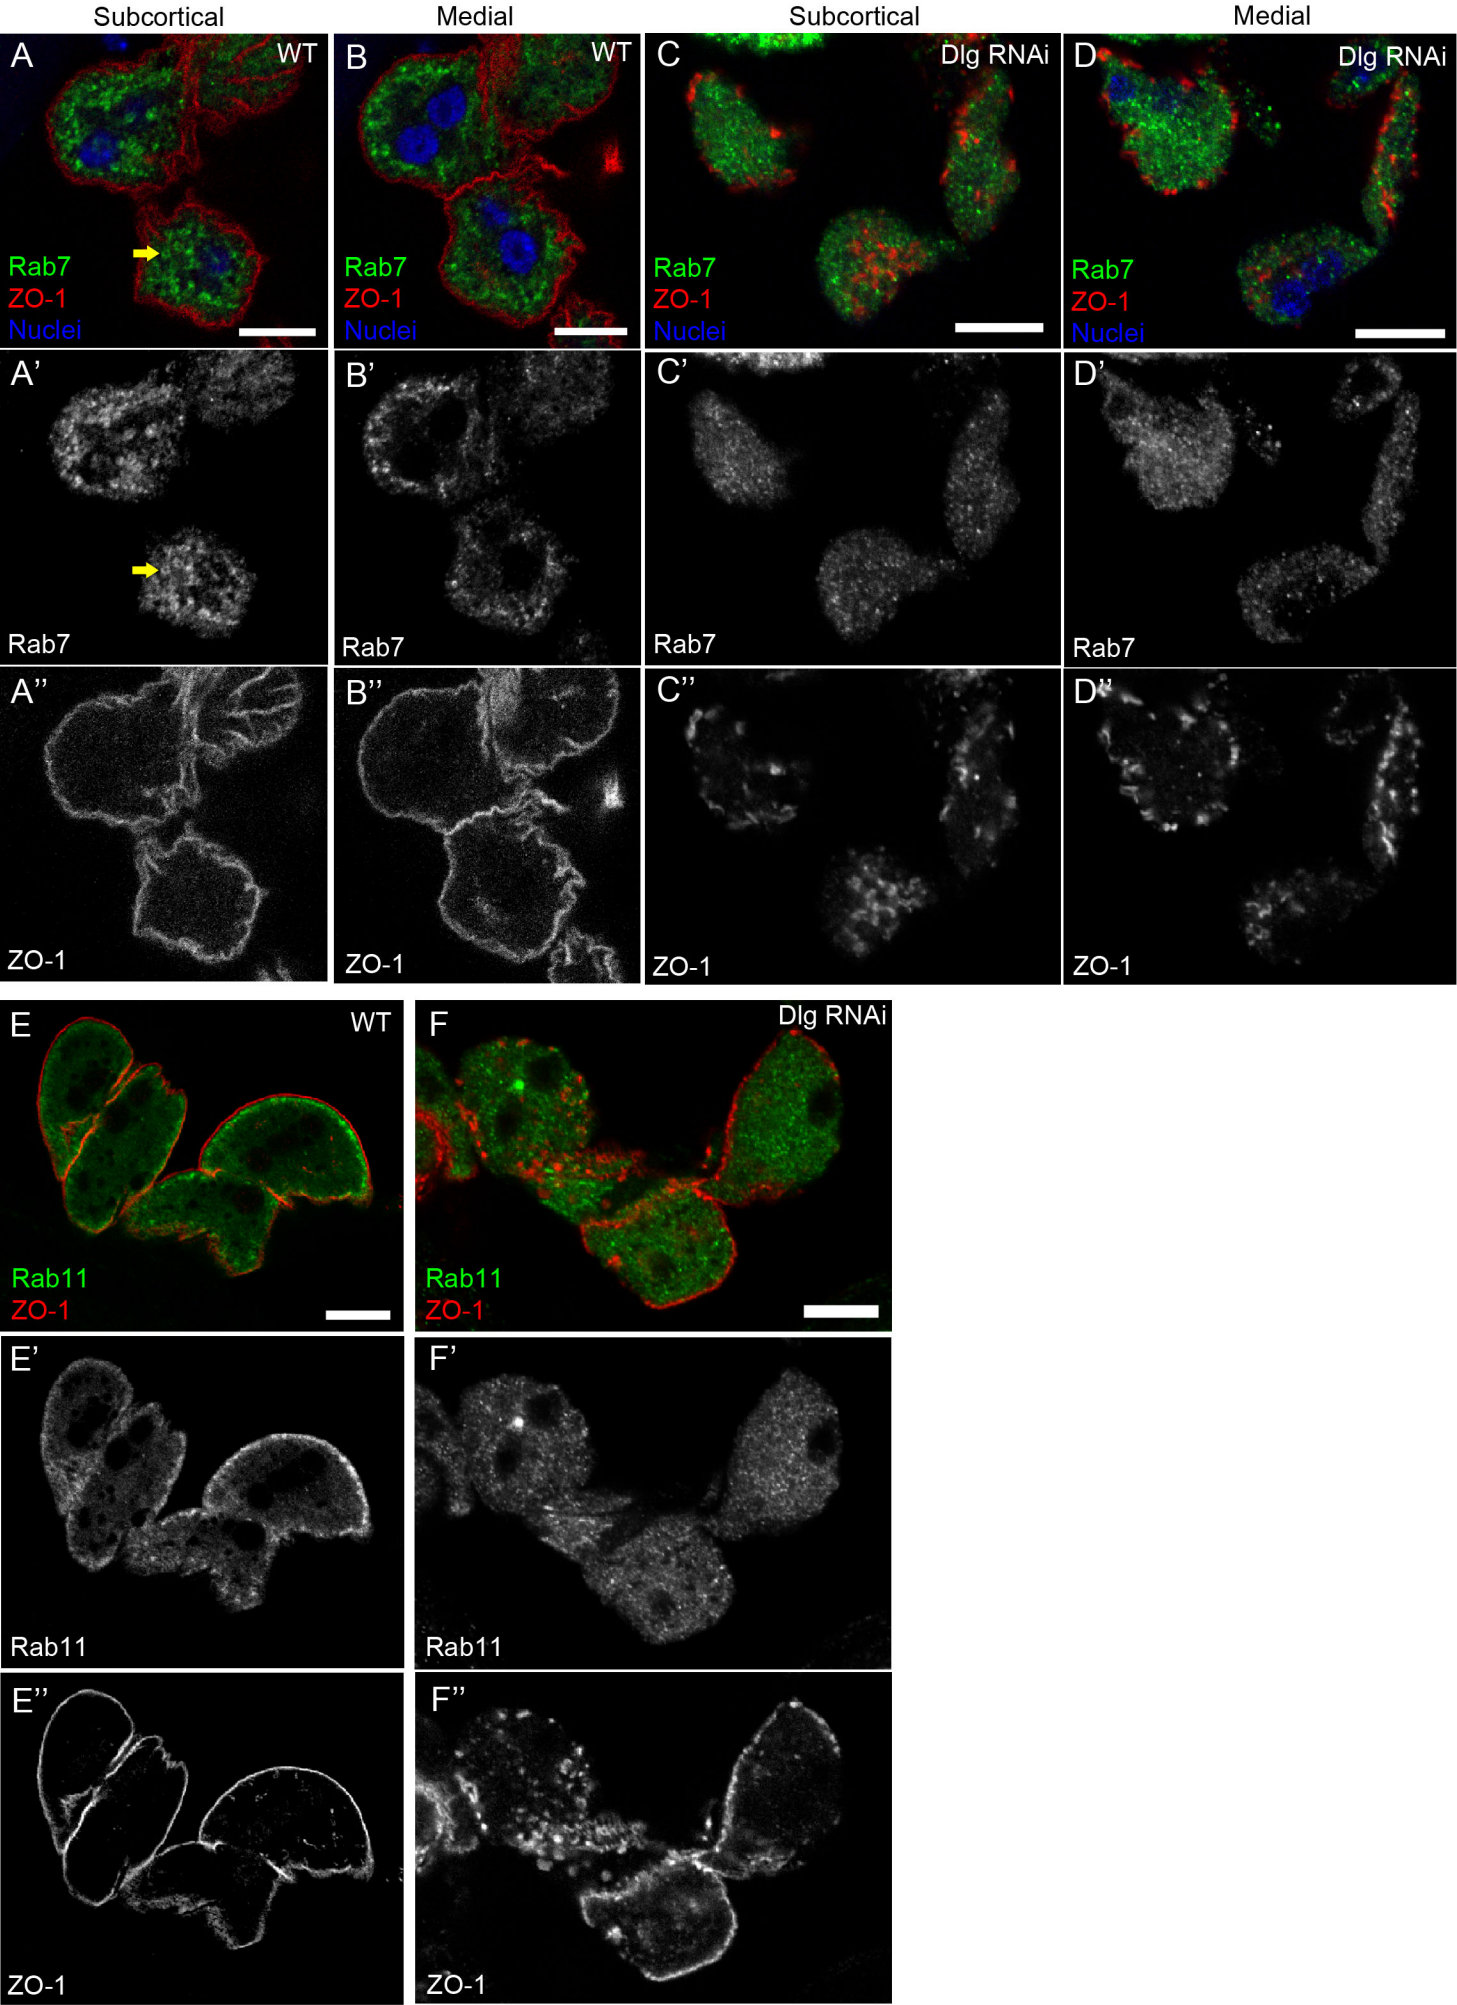 Subcortical Medial Subcortical Medial
A WT B WT C Dlg RNAi D Dlg RNAi
Rab7 Rab7 Rab7 Rab7
ZO-1 ZO-1 ZO-1 ZO-1
Nuclei Nuclei Nuclei Nuclei
A’ B’ C’ D’
Rab7 Rab7 Rab7 Rab7
A’’ B’’ C’’ D’’
ZO-1 ZO-1 ZO-1 ZO-1
E WT F Dlg RNAi
Rab11 Rab11
ZO-1 ZO-1
E’ F’
Rab11 Rab11
E’’ F’’
ZO-1 ZO-1